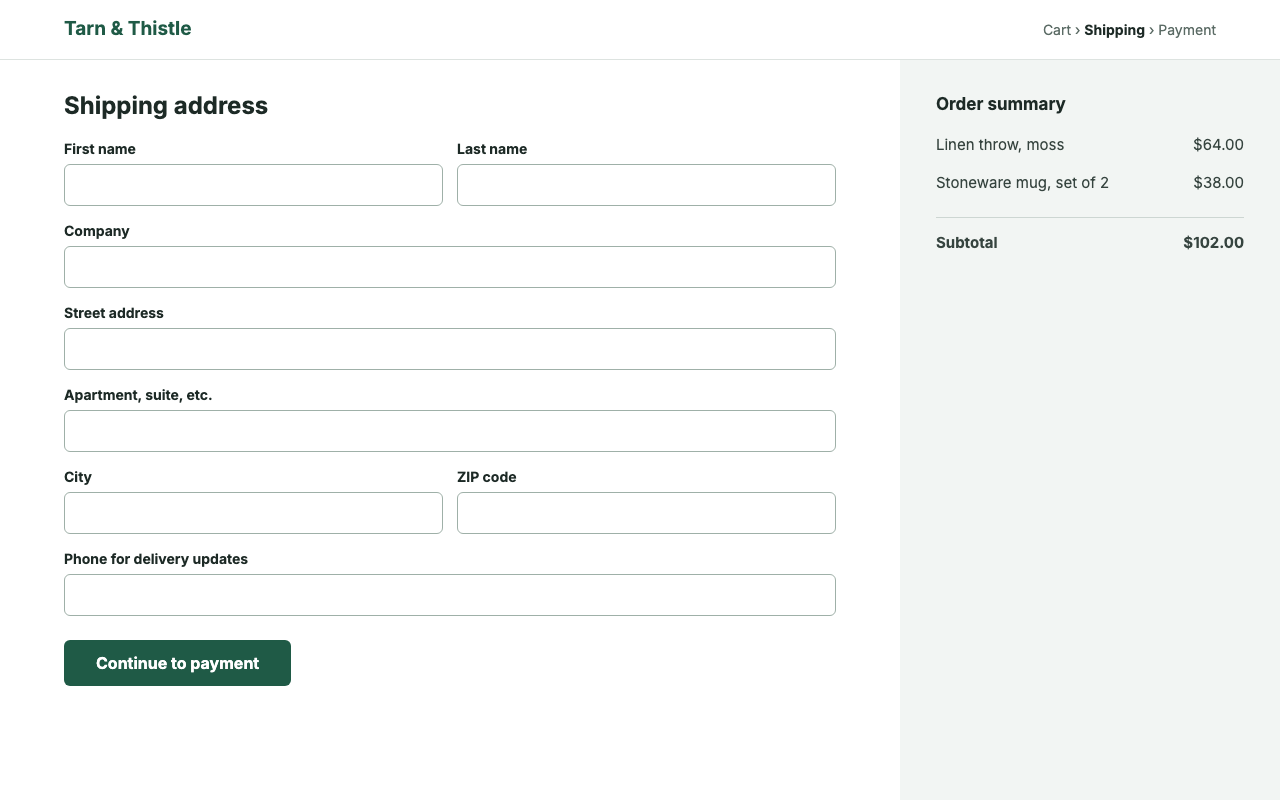 Tarn & Thistle
Cart › Shipping › Payment
Shipping address
First name
Last name
Company
Street address
Apartment, suite, etc.
City
ZIP code
Phone for delivery updates
Continue to payment
Order summary
Linen throw, moss $64.00
Stoneware mug, set of 2 $38.00
Subtotal $102.00